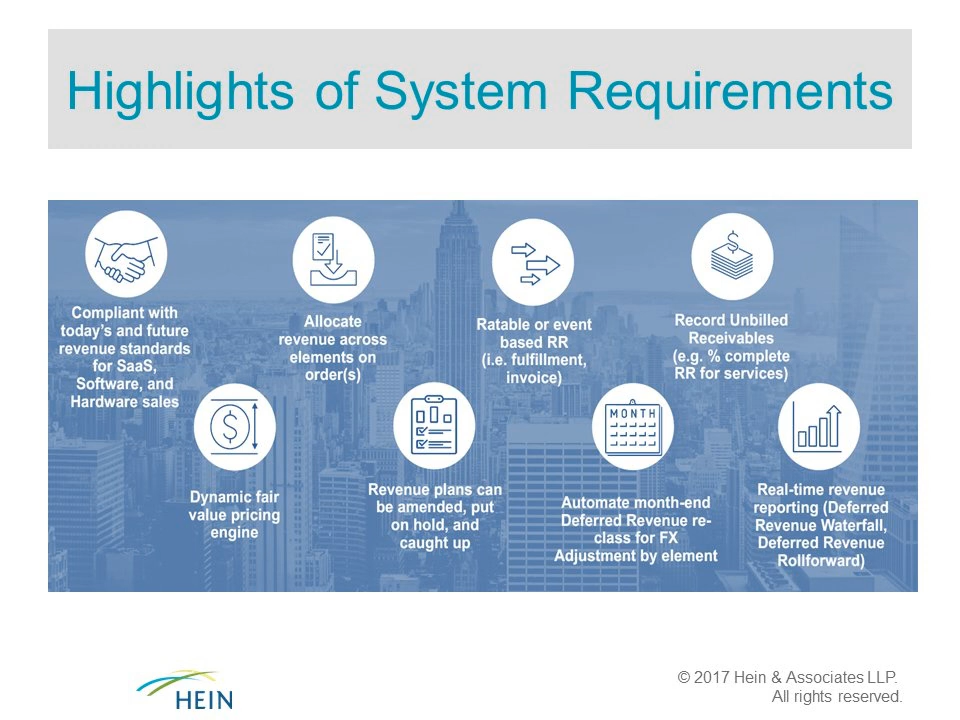 Highlights of System Requirements
Compliant with
today's and future
revenue standards
for SaaS,
Software, and
Hardware sales
Allocate
revenue across
elements on
order(s)
Ratable or event
based RR
(i.e. fulfillment,
invoice)
Record Unbilled
Receivables
(e.g. % complete
RR for services)
Dynamic fair
value pricing
engine
Revenue plans can
be amended, put
on hold, and
caught up
MONTH
Automate month-end
Deferred Revenue re-
class for FX
Adjustment by element
Real-time revenue
reporting (Deferred
Revenue Waterfall,
Deferred Revenue
Rollforward)
HEIN
© 2017 Hein & Associates LLP.
All rights reserved.